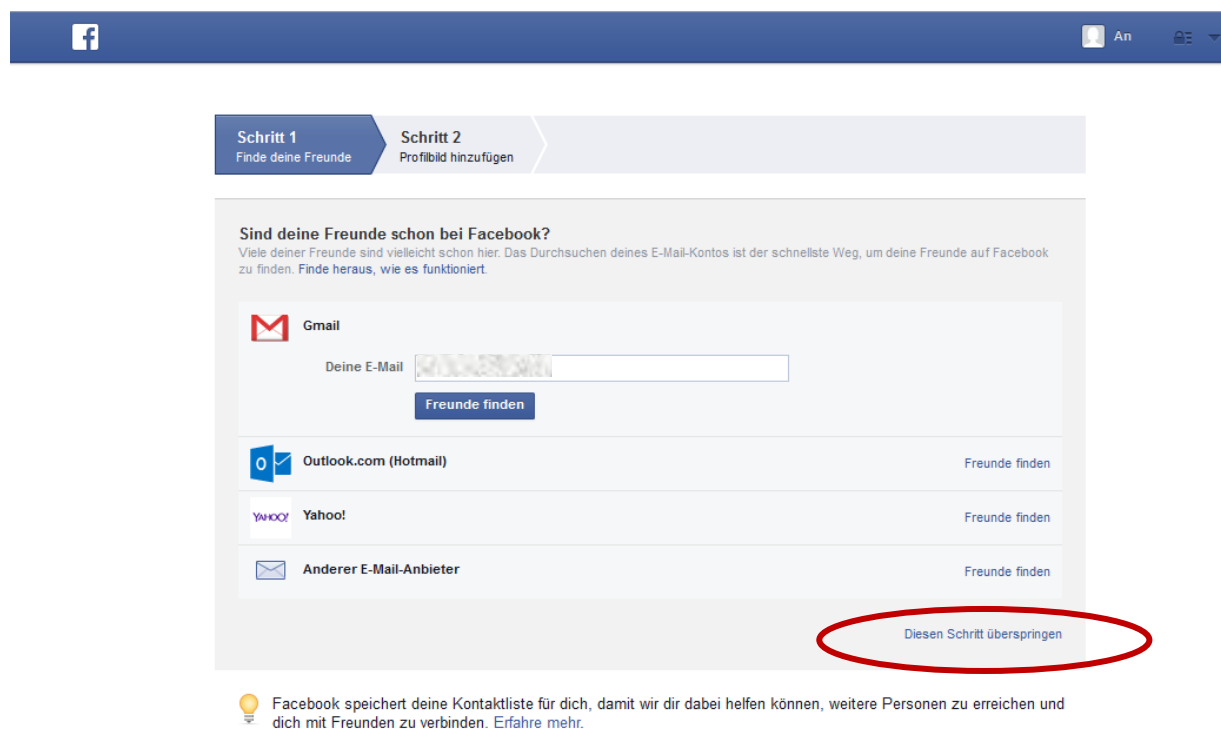 f
An
Schritt 1
Finde deine Freunde
Schritt 2
Profilbild hinzufügen
Sind deine Freunde schon bei Facebook?
Viele deiner Freunde sind vielleicht schon hier. Das Durchsuchen deines E-Mail-Kontos ist der schnellste Weg, um deine Freunde auf Facebook
zu finden. Finde heraus, wie es funktioniert.
Gmail
Deine E-Mail
Freunde finden
Outlook.com (Hotmail)
Freunde finden
YAHOO!
Yahoo!
Freunde finden
Anderer E-Mail-Anbieter
Freunde finden
Diesen Schritt überspringen
Facebook speichert deine Kontaktliste für dich, damit wir dir dabei helfen können, weitere Personen zu erreichen und
dich mit Freunden zu verbinden. Erfahre mehr.